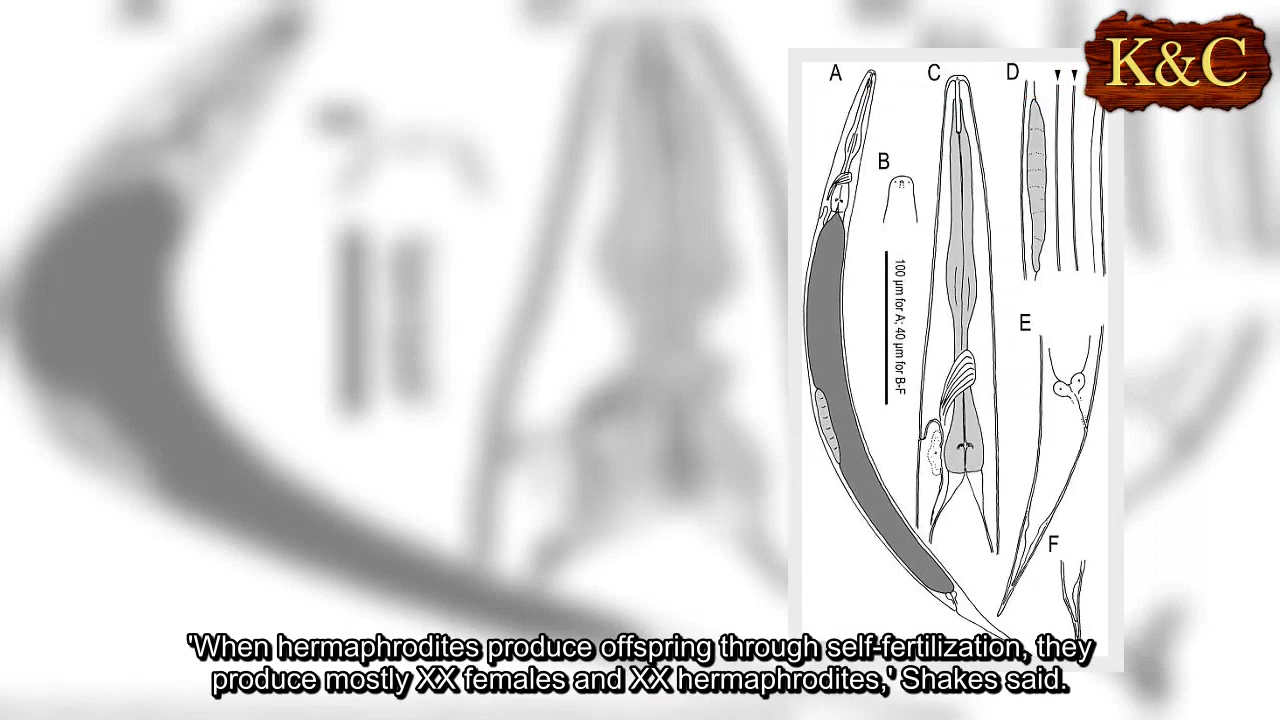 K&C
A
C
D
B
100 µm for A; 40 µm for B-F
E
F
'When hermaphrodites produce offspring through self-fertilization, they
produce mostly XX females and XX hermaphrodites,' Shakes said.